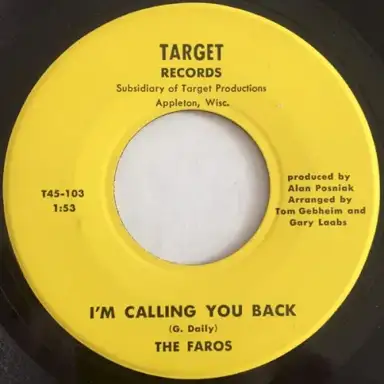 TARGET
RECORDS
Subsidiary of Target Productions
Appleton, Wisc.
T45-103
1:53
produced by
Alan Posniak
Arranged by
Tom Gebheim and
Gary Laabs
I'M CALLING YOU BACK
(G. Daily)
THE FAROS